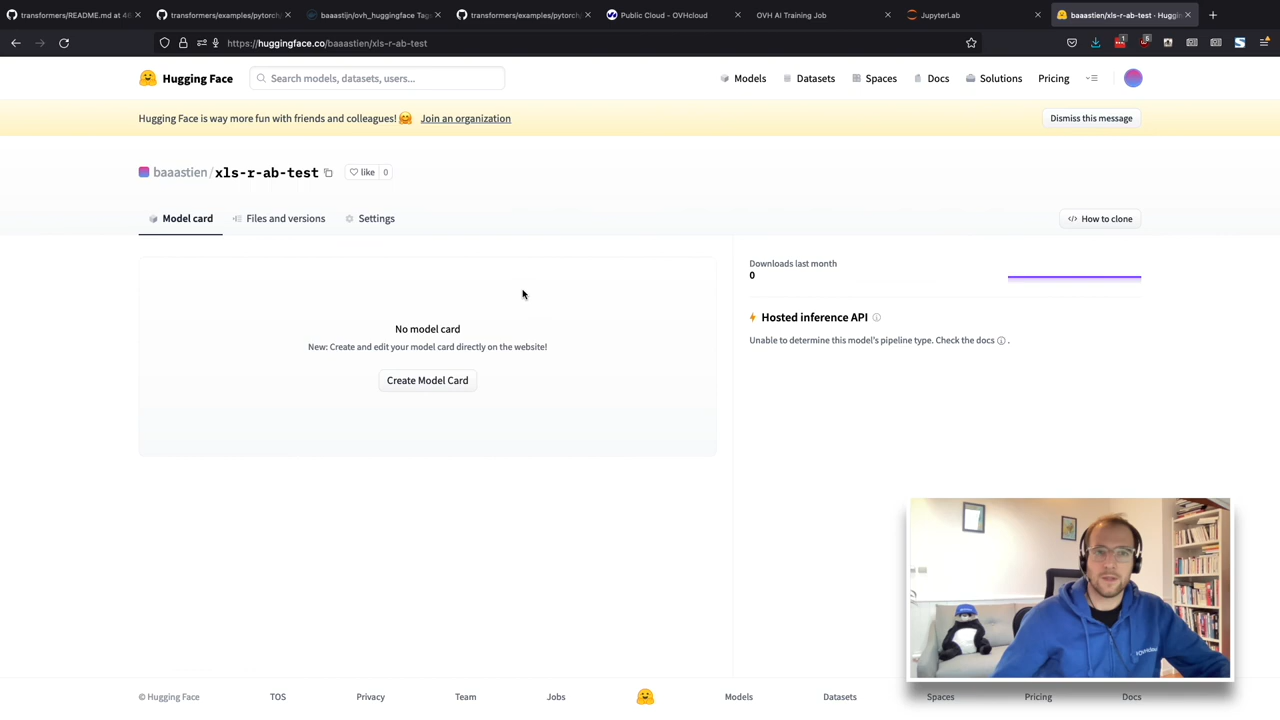 transformers/README.md at 46
transformers/examples/pytorch
baaastijn/ovh_huggingface Tags
transformers/examples/pytorch
Public Cloud - OVHcloud
OVH AI Training Job
JupyterLab
baaastien/xls-r-ab-test · Huggin
https://huggingface.co/baaastien/xls-r-ab-test
1
6
Hugging Face
Search models, datasets, users...
Models
Datasets
Spaces
Docs
Solutions
Pricing
Hugging Face is way more fun with friends and colleagues! 🤗 Join an organization
Dismiss this message
baaastien/xls-r-ab-test
like 0
Model card
Files and versions
Settings
</> How to clone
No model card
New: Create and edit your model card directly on the website!
Create Model Card
Downloads last month
0
Hosted inference API
Unable to determine this model's pipeline type. Check the docs .
© Hugging Face
TOS
Privacy
Team
Jobs
Models
Datasets
Spaces
Pricing
Docs